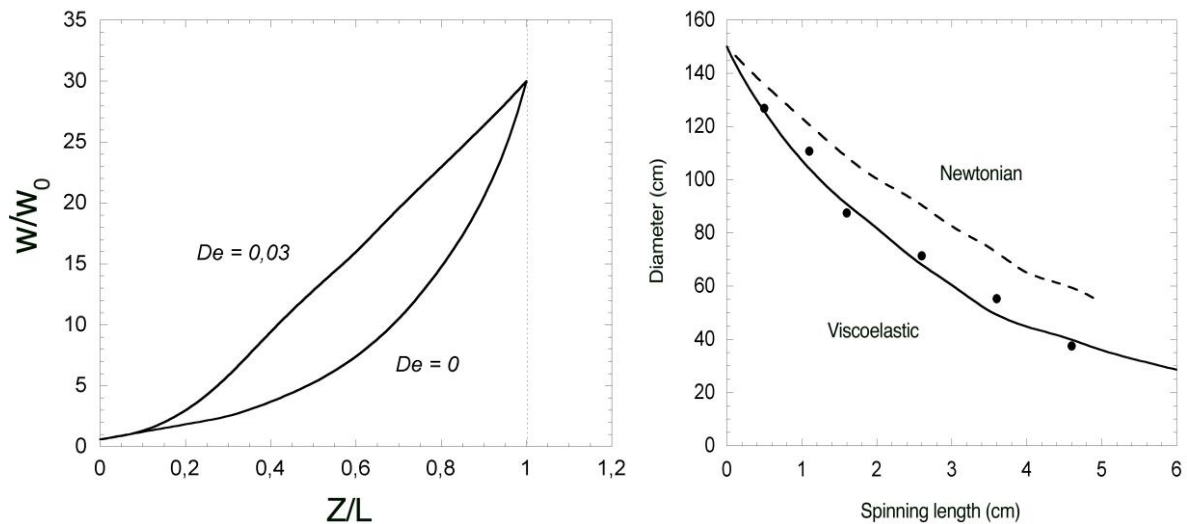 35
30
25
20
15
10
5
0
w/w0
De = 0,03
De = 0
0 0,2 0,4 0,6 0,8 1 1,2
Z/L
160
140
120
100
80
60
40
20
0
Diameter (cm)
Newtonian
Viscoelastic
0 1 2 3 4 5 6
Spinning length (cm)